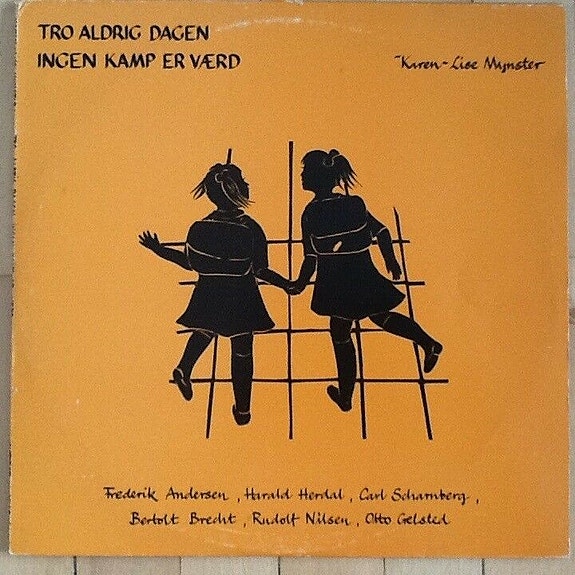 TRO ALDRIG DAGEN
INGEN KAMP ER VÆRD
Karen-Lise Mynster
Frederik Andersen, Harald Herdal, Carl Scharnberg,
Bertolt Brecht, Rudolf Nilsen, Otto Gelsted